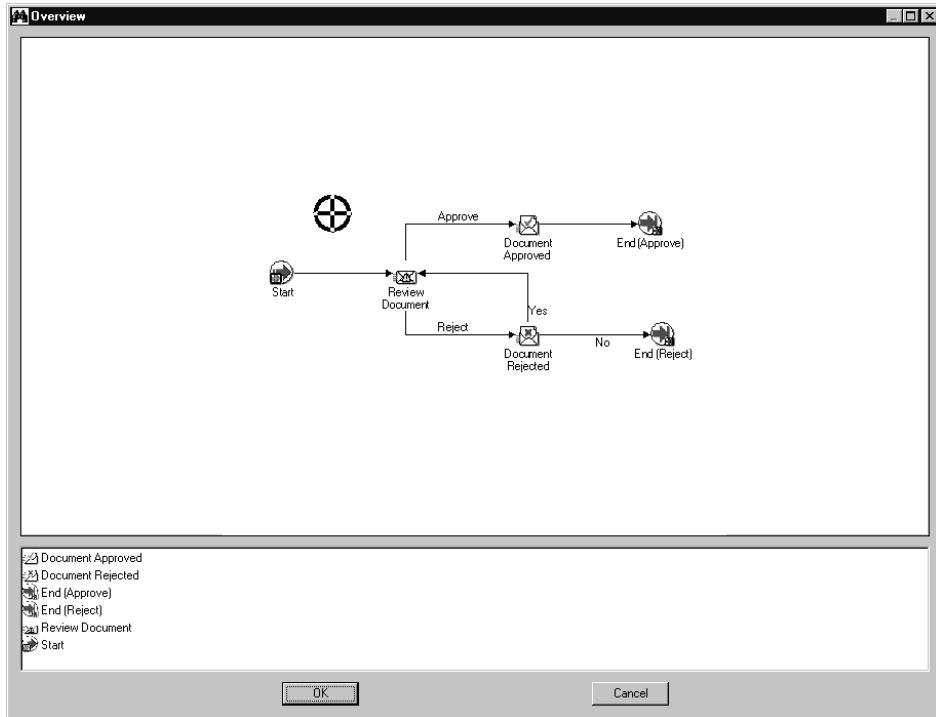 Overview
Approve
Document
Approved
End (Approve)
Start
Review
Document
Yes
Reject
Document
Rejected
No
End (Reject)
Document Approved
Document Rejected
End (Approve)
End (Reject)
Review Document
Start
OK
Cancel